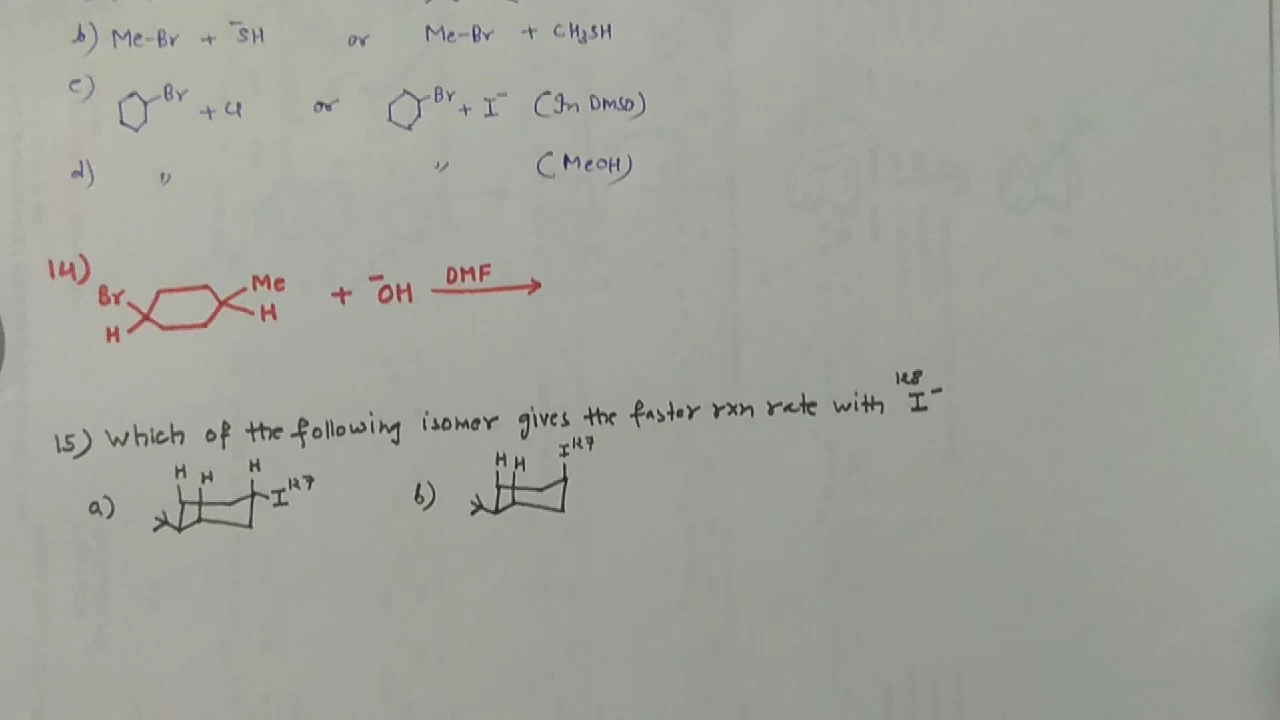 b) Me-Br + ⁻SH or Me-Br + CH₃SH
c) Br + Cl or Br + I⁻ (In DMSO)
d) " " (MeOH)
14) Br H Me H + ⁻OH DMF
15) Which of the following isomer gives the faster rxn rate with ¹²⁸I⁻
a) H H H I¹²⁷ b) H H I¹²⁷